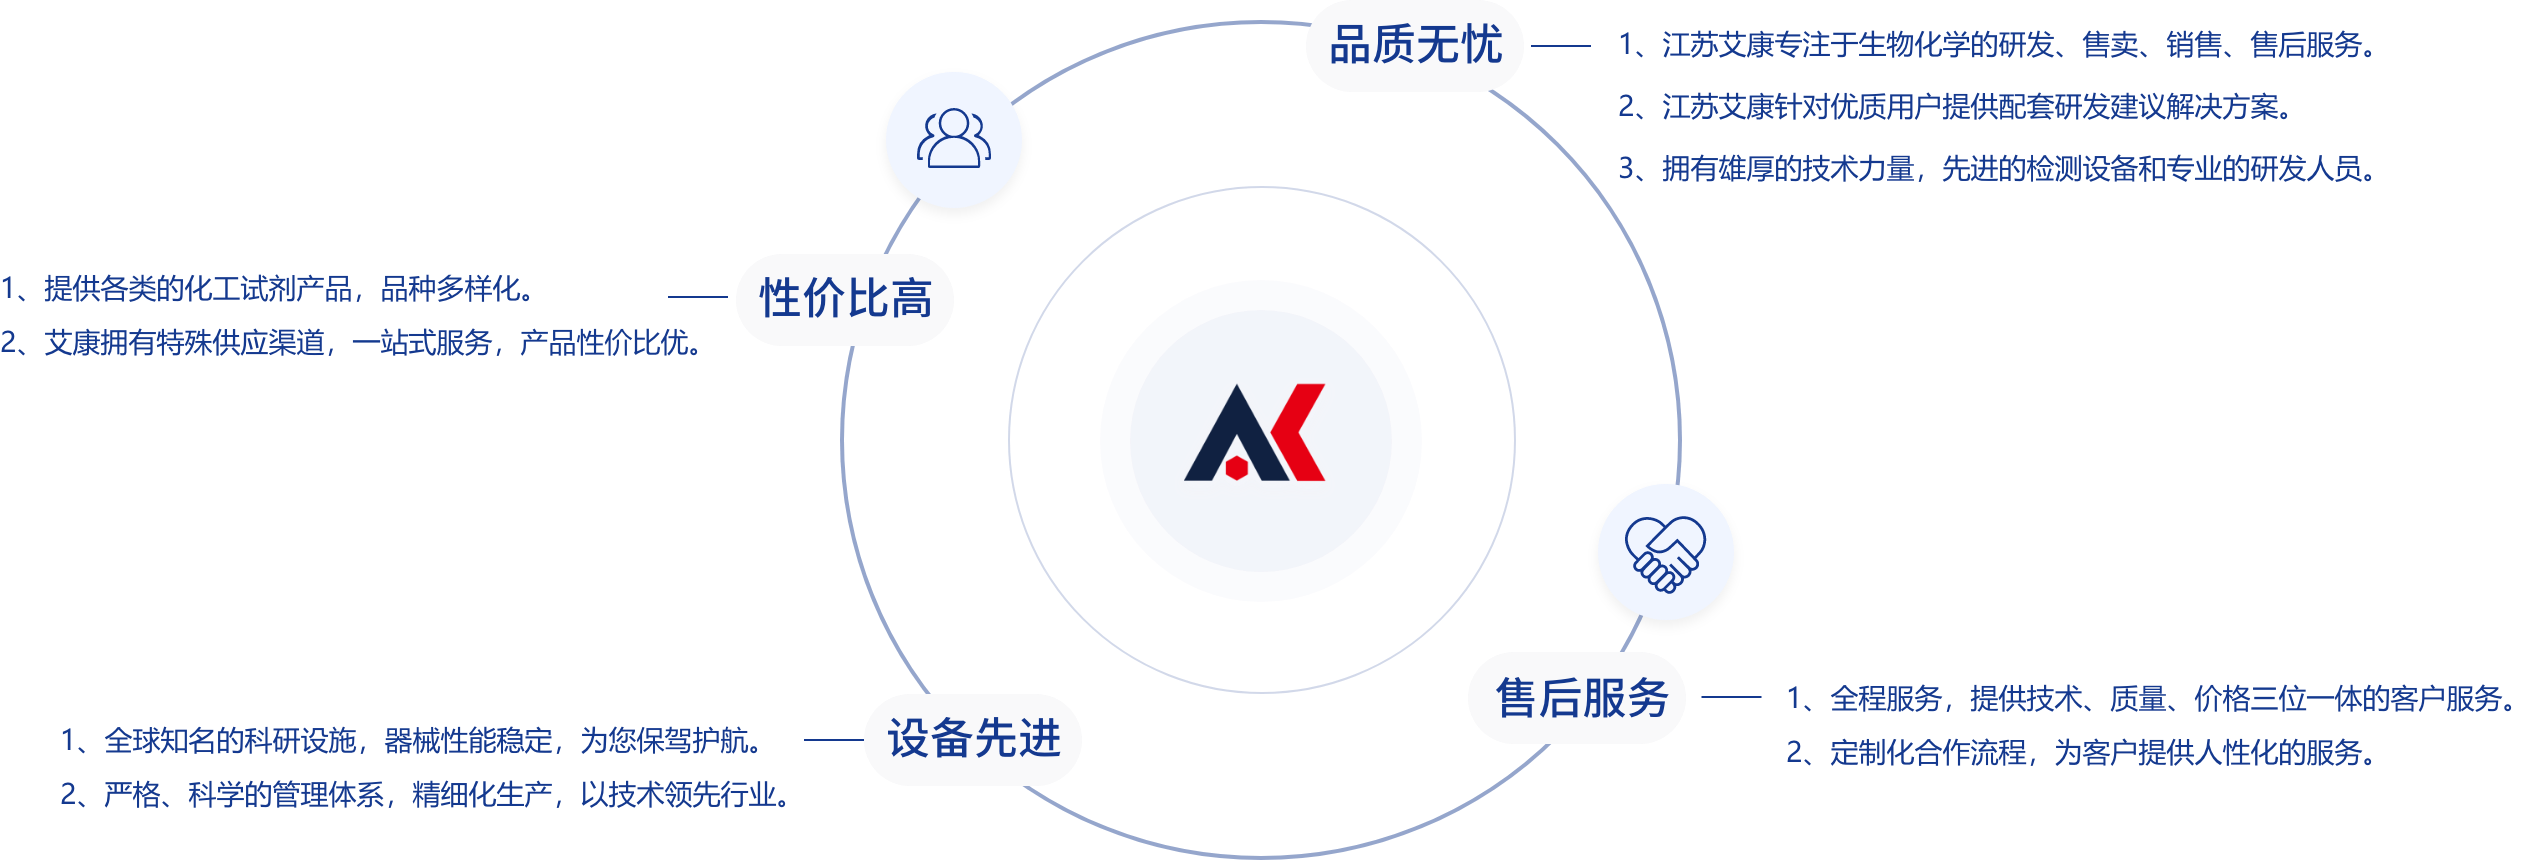 品质无忧
1、江苏艾康专注于生物化学的研发、售卖、销售、售后服务。
2、江苏艾康针对优质用户提供配套研发建议解决方案。
3、拥有雄厚的技术力量，先进的检测设备和专业的研发人员。
性价比高
1、提供各类的化工试剂产品，品种多样化。
2、艾康拥有特殊供应渠道，一站式服务，产品性价比优。
AK
售后服务
1、全程服务，提供技术、质量、价格三位一体的客户服务。
2、定制化合作流程，为客户提供人性化的服务。
设备先进
1、全球知名的科研设施，器械性能稳定，为您保驾护航。
2、严格、科学的管理体系，精细化生产，以技术领先行业。